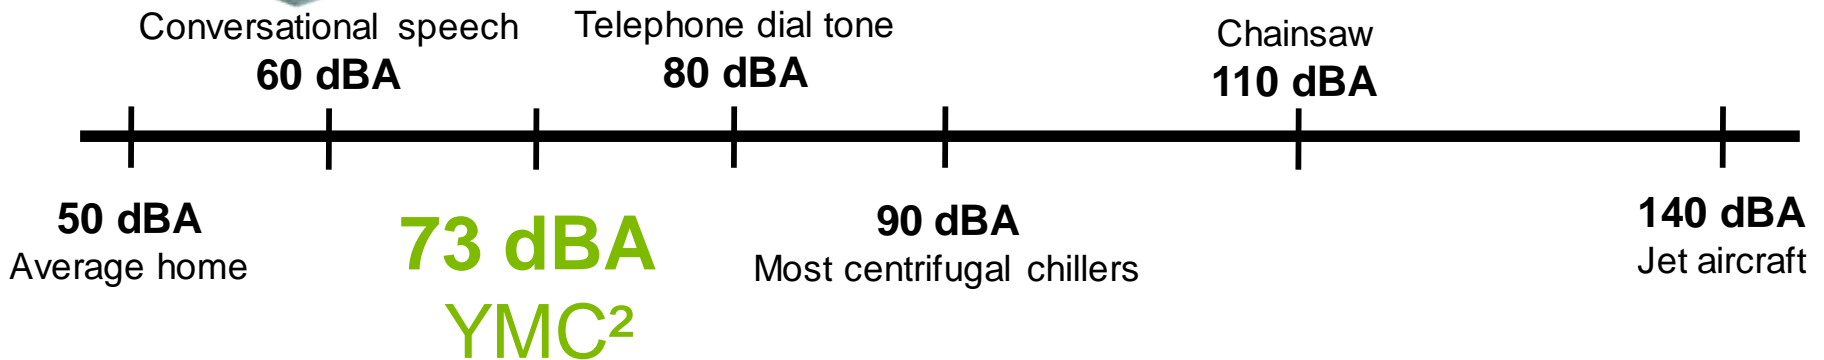 Conversational speech
60 dBA
Telephone dial tone
80 dBA
Chainsaw
110 dBA
50 dBA
Average home
73 dBA
YMC²
90 dBA
Most centrifugal chillers
140 dBA
Jet aircraft